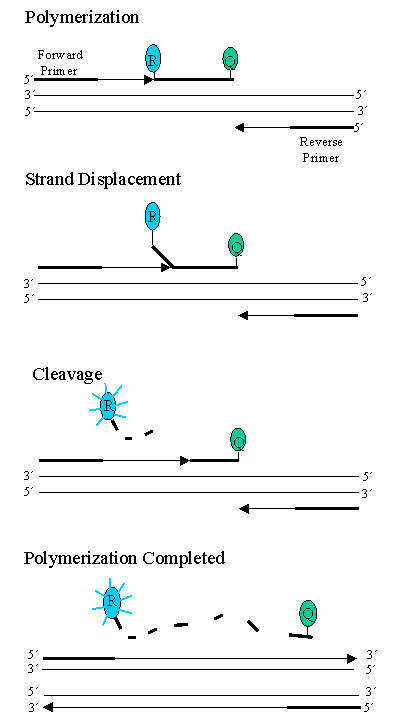 Polymerization
Forward
Primer
R
Q
5´
3´ 5´
5´ 3´
5´
Reverse
Primer
Strand Displacement
R
Q
3´ 5´
5´ 3´
Cleavage
R
Q
3´ 5´
5´ 3´
Polymerization Completed
R
Q
5´ 3´
3´ 5´
5´ 3´
3´ 5´